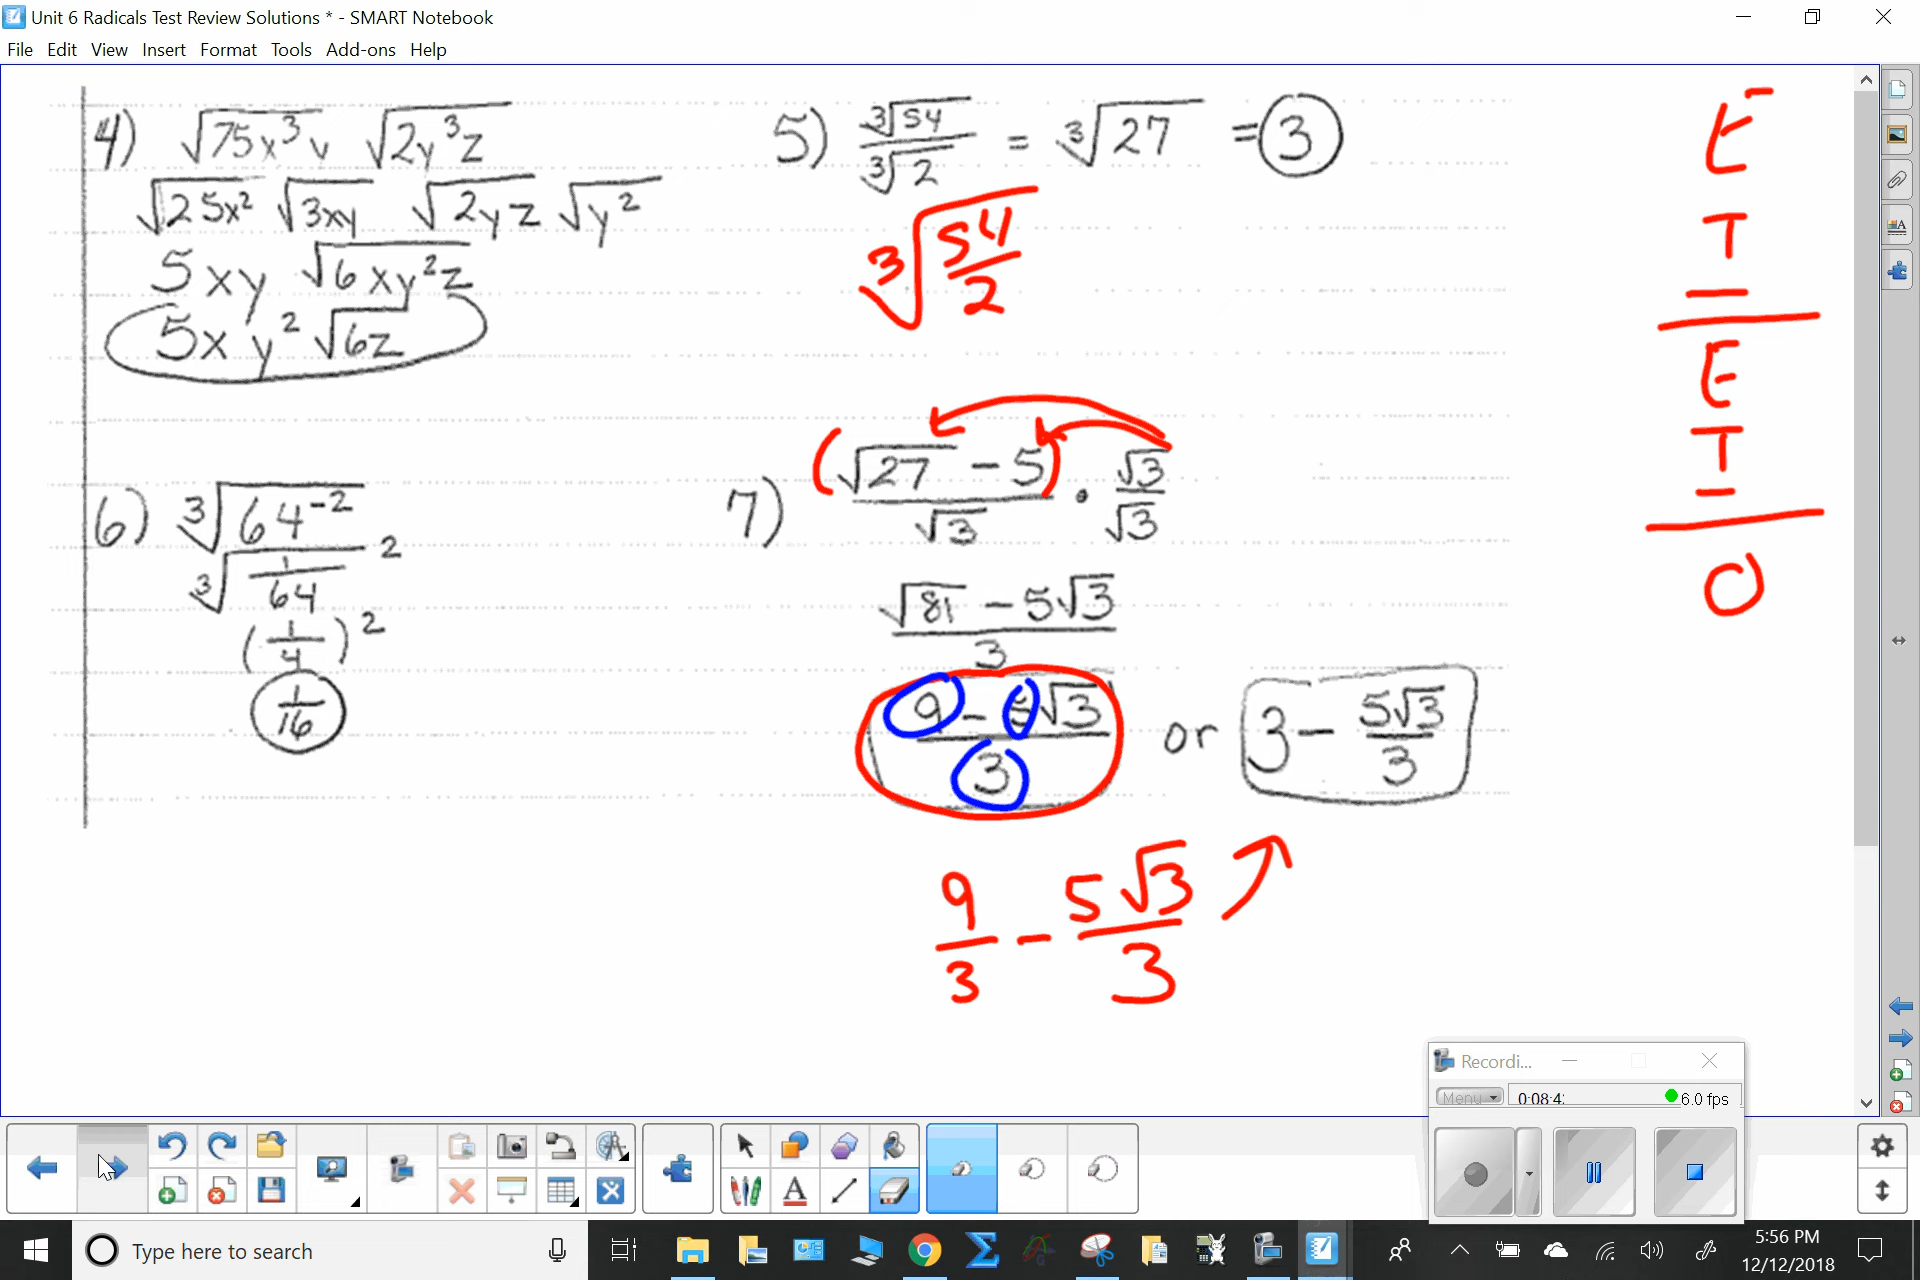 Unit 6 Radicals Test Review Solutions * - SMART Notebook
File Edit View Insert Format Tools Add-ons Help
4) √75x³y √2y³z
√25x² √3xy √2yz √y²
5xy √6xy²z
5xy²√6z
5) ∛54/∛2 = ∛27 = 3
∛(54/2)
6) ∛64⁻²
∛(1/64)²
(1/4)²
1/16
7) (√27 - 5)/√3 · √3/√3
(√81 - 5√3)/3
(9 - 5√3)/3 or 3 - 5√3/3
9/3 - 5√3/3
E
T
E
T
O
Recordi...
Menu
0:08:4
6.0 fps
Type here to search
5:56 PM
12/12/2018